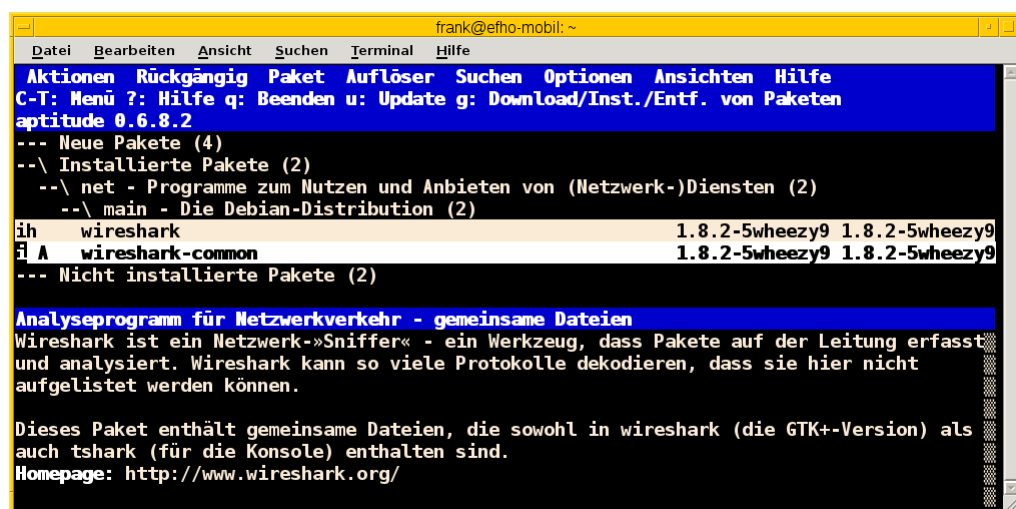 frank@efho-mobil: ~
Datei Bearbeiten Ansicht Suchen Terminal Hilfe
Aktionen Rückgängig Paket Auflöser Suchen Optionen Ansichten Hilfe
C-T: Menü ?: Hilfe q: Beenden u: Update g: Download/Inst./Entf. von Paketen
aptitude 0.6.8.2
--- Neue Pakete (4)
--\ Installierte Pakete (2)
--\ net - Programme zum Nutzen und Anbieten von (Netzwerk-)Diensten (2)
--\ main - Die Debian-Distribution (2)
ih wireshark 1.8.2-5wheezy9 1.8.2-5wheezy9
i A wireshark-common 1.8.2-5wheezy9 1.8.2-5wheezy9
--- Nicht installierte Pakete (2)
Analyseprogramm für Netzwerkverkehr - gemeinsame Dateien
Wireshark ist ein Netzwerk-»Sniffer« - ein Werkzeug, dass Pakete auf der Leitung erfasst
und analysiert. Wireshark kann so viele Protokolle dekodieren, dass sie hier nicht
aufgelistet werden können.
Dieses Paket enthält gemeinsame Dateien, die sowohl in wireshark (die GTK+-Version) als
auch tshark (für die Konsole) enthalten sind.
Homepage: http://www.wireshark.org/